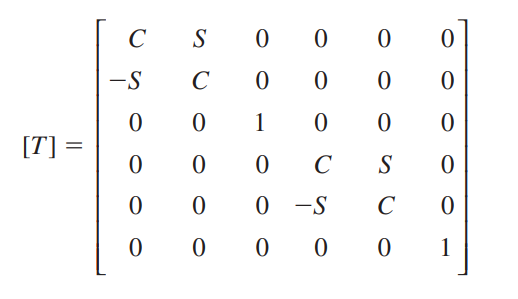 C S 0 0 0 0
−S C 0 0 0 0
0 0 1 0 0 0
[T] =
0 0 0 C S 0
0 0 0 −S C 0
0 0 0 0 0 1